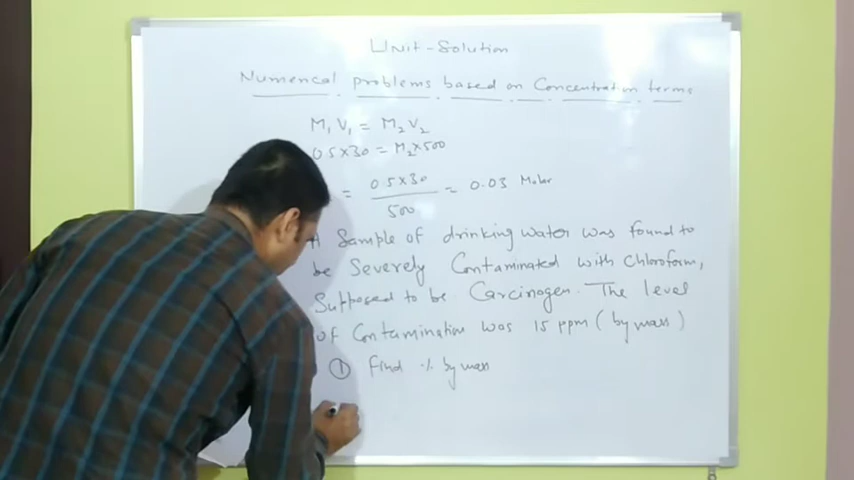 Unit-Solution
Numerical problems based on Concentration terms
M₁V₁ = M₂V₂
0.5×30 = M₂×500
= 0.5×30 / 500 = 0.03 Molar
A Sample of drinking water was found to
be Severely Contaminated with Chloroform,
Supposed to be Carcinogen. The level
of Contamination was 15 ppm (by mass)
① Find % by mass